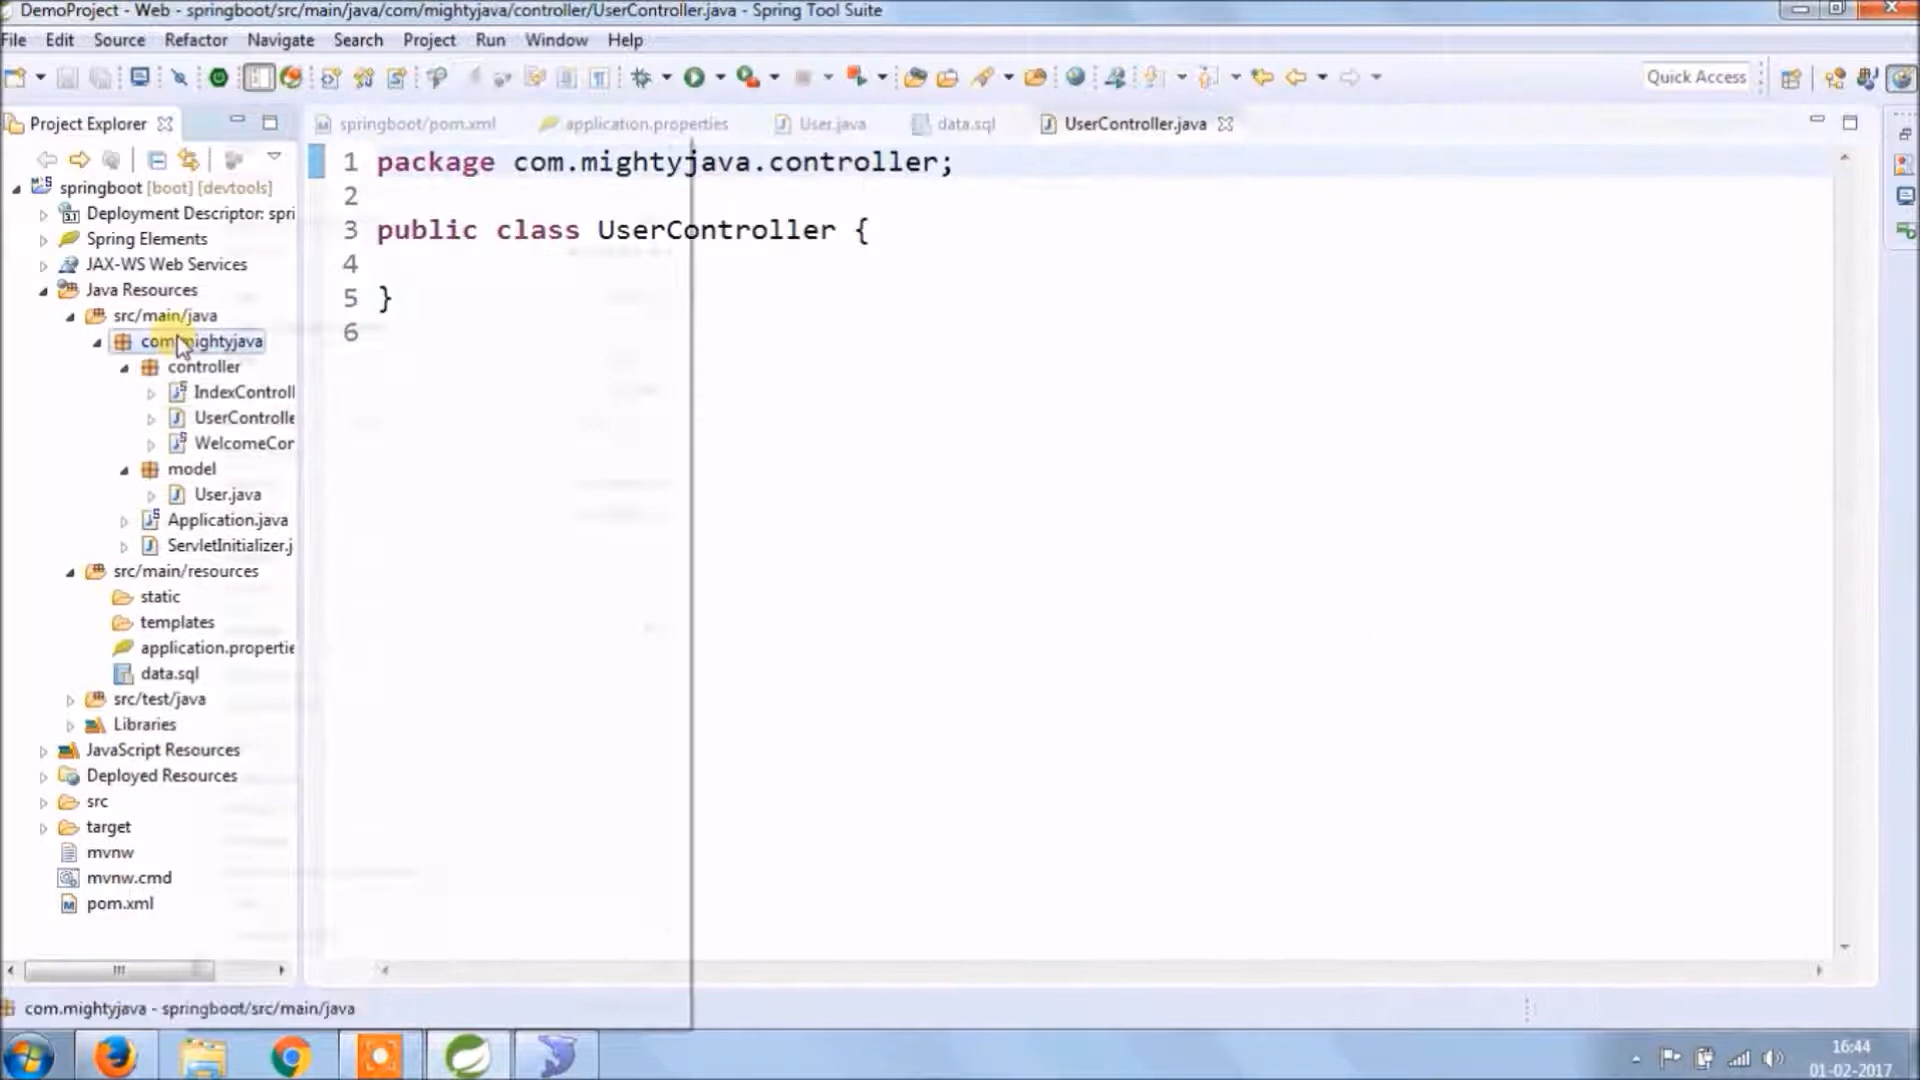 DemoProject - Web - springboot/src/main/java/com/mightyjava/controller/UserController.java - Spring Tool Suite
File Edit Source Refactor Navigate Search Project Run Window Help
Quick Access
Project Explorer
springboot/pom.xml application.properties User.java data.sql UserController.java
springboot [boot] [devtools]
Deployment Descriptor: spri
Spring Elements
JAX-WS Web Services
Java Resources
src/main/java
com.mightyjava
controller
IndexControll
UserControlle
WelcomeCor
model
User.java
Application.java
ServletInitializer.j
src/main/resources
static
templates
application.propertie
data.sql
src/test/java
Libraries
JavaScript Resources
Deployed Resources
src
target
mvnw
mvnw.cmd
pom.xml
1 package com.mightyjava.controller;
2
3 public class UserController {
4
5 }
6
com.mightyjava - springboot/src/main/java
16:44
01-02-2017